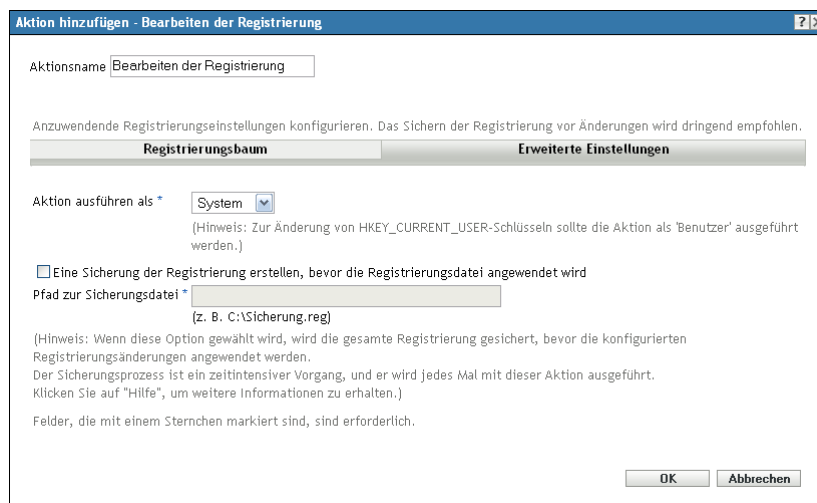 Aktion hinzufügen - Bearbeiten der Registrierung
?
Aktionsname Bearbeiten der Registrierung
Anzuwendende Registrierungseinstellungen konfigurieren. Das Sichern der Registrierung vor Änderungen wird dringend empfohlen.
Registrierungsbaum Erweiterte Einstellungen
Aktion ausführen als * System
(Hinweis: Zur Änderung von HKEY_CURRENT_USER-Schlüsseln sollte die Aktion als 'Benutzer' ausgeführt
werden.)
Eine Sicherung der Registrierung erstellen, bevor die Registrierungsdatei angewendet wird
Pfad zur Sicherungsdatei *
(z. B. C:\Sicherung.reg)
(Hinweis: Wenn diese Option gewählt wird, wird die gesamte Registrierung gesichert, bevor die konfigurierten
Registrierungsänderungen angewendet werden.
Der Sicherungsprozess ist ein zeitintensiver Vorgang, und er wird jedes Mal mit dieser Aktion ausgeführt.
Klicken Sie auf "Hilfe", um weitere Informationen zu erhalten.)
Felder, die mit einem Sternchen markiert sind, sind erforderlich.
OK Abbrechen